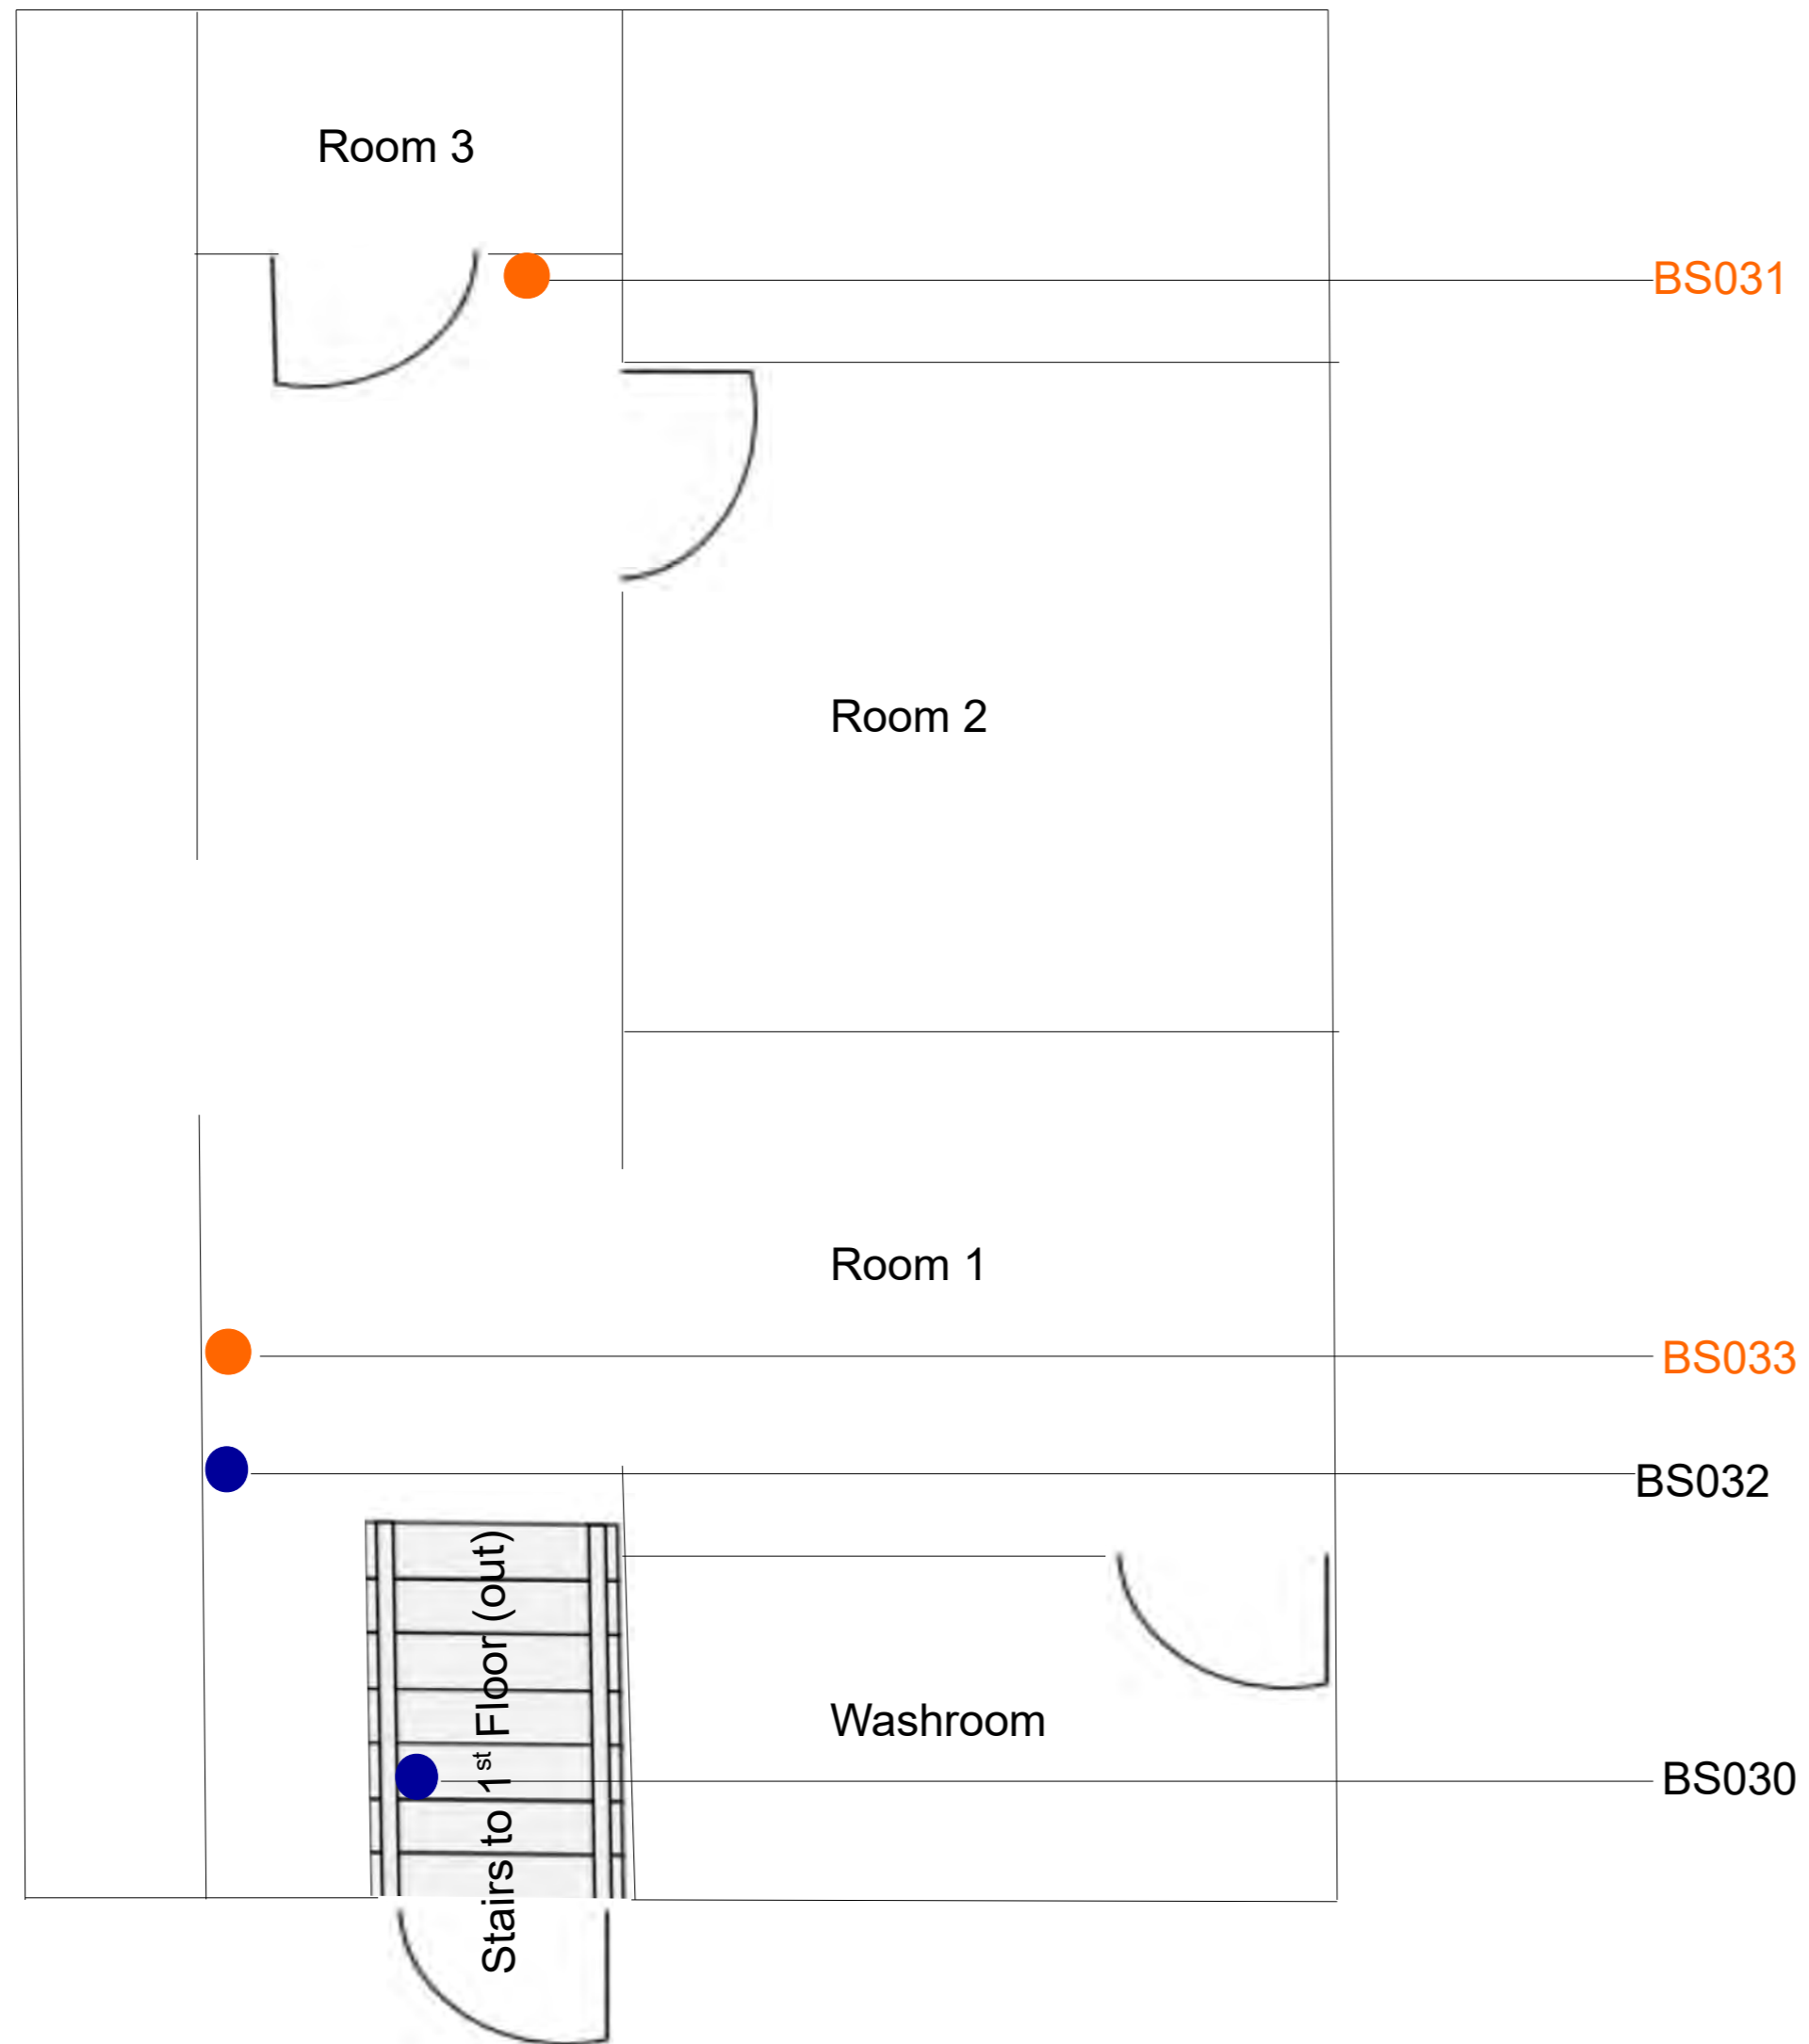 Room 3
BS031
Room 2
Room 1
BS033
BS032
Stairs to 1st Floor (out)
Washroom
BS030